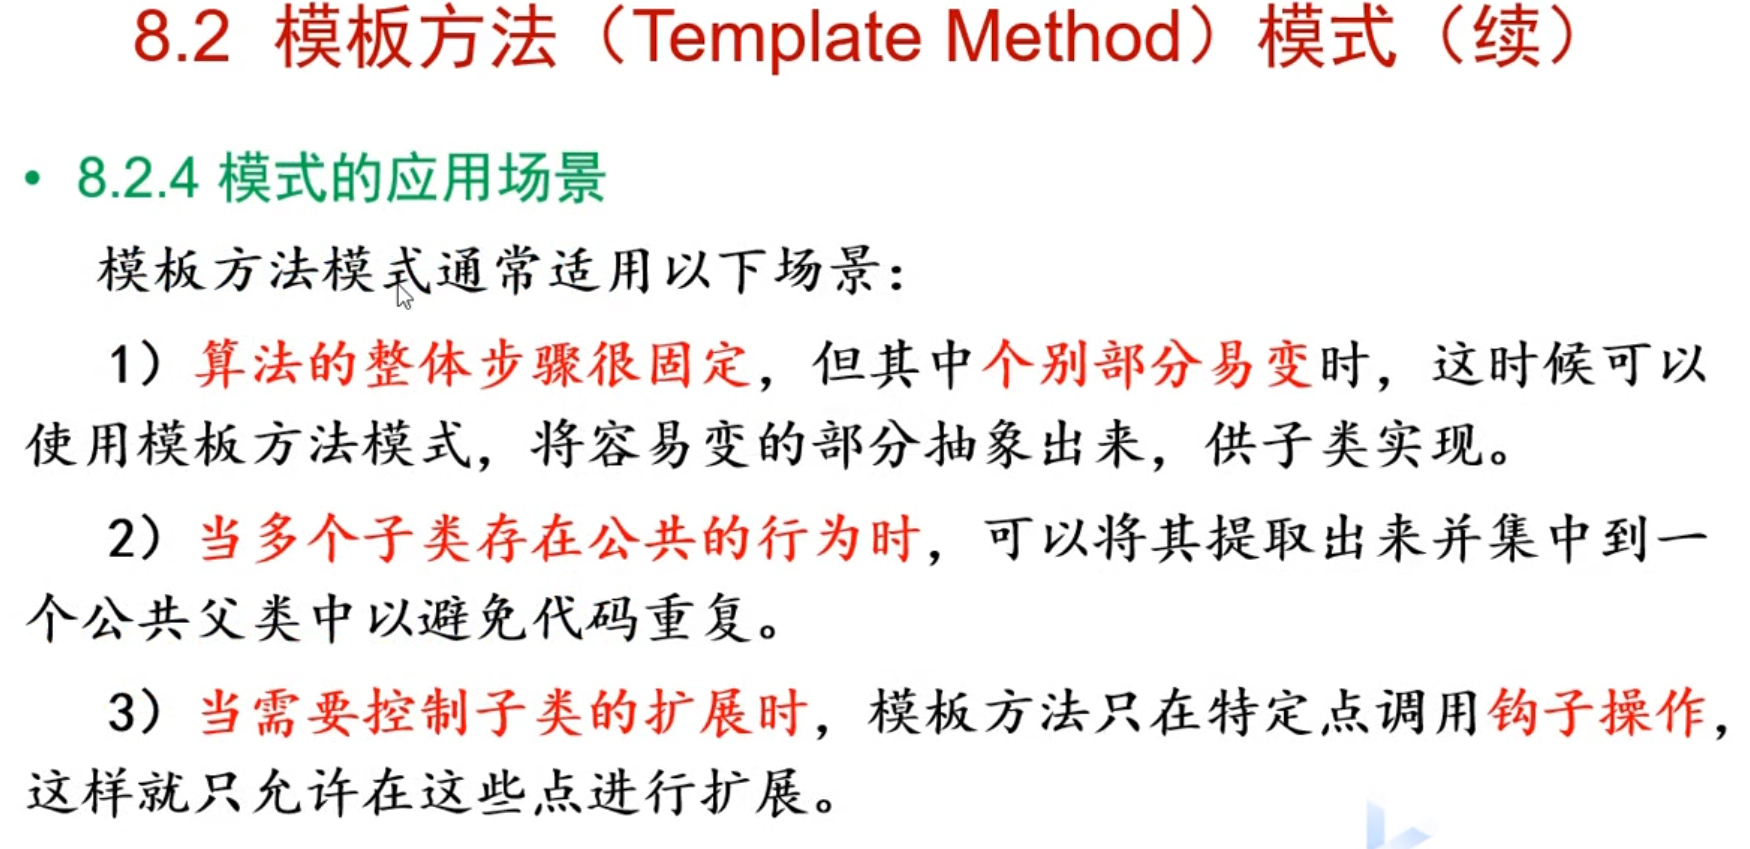 8.2 模板方法（Template Method）模式（续）
• 8.2.4 模式的应用场景
模板方法模式通常适用以下场景：
1）算法的整体步骤很固定，但其中个别部分易变时，这时候可以
使用模板方法模式，将容易变的部分抽象出来，供子类实现。
2）当多个子类存在公共的行为时，可以将其提取出来并集中到一
个公共父类中以避免代码重复。
3）当需要控制子类的扩展时，模板方法只在特定点调用钩子操作，
这样就只允许在这些点进行扩展。